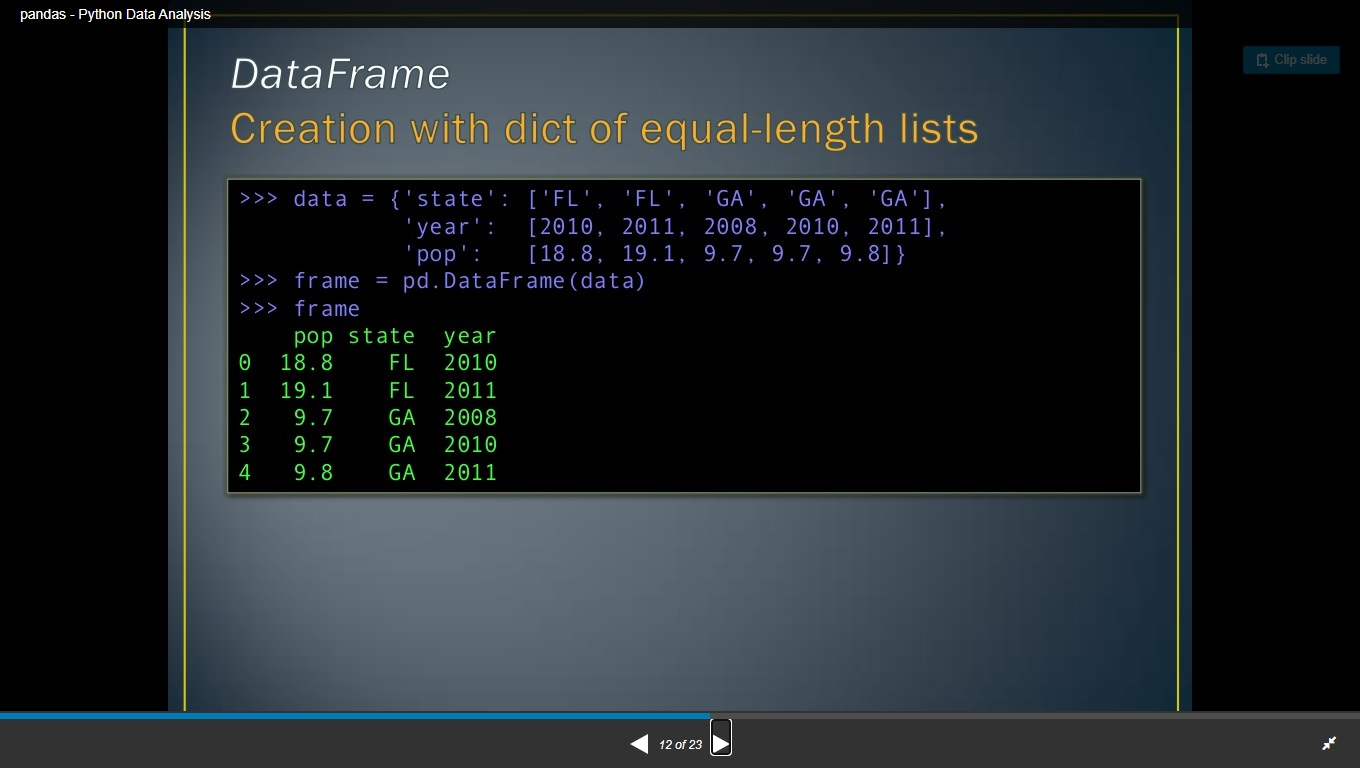 pandas - Python Data Analysis
Clip slide
DataFrame
Creation with dict of equal-length lists
>>> data = {'state': ['FL', 'FL', 'GA', 'GA', 'GA'],
            'year':  [2010, 2011, 2008, 2010, 2011],
            'pop':   [18.8, 19.1, 9.7, 9.7, 9.8]}
>>> frame = pd.DataFrame(data)
>>> frame
    pop state  year
0  18.8    FL  2010
1  19.1    FL  2011
2   9.7    GA  2008
3   9.7    GA  2010
4   9.8    GA  2011
12 of 23